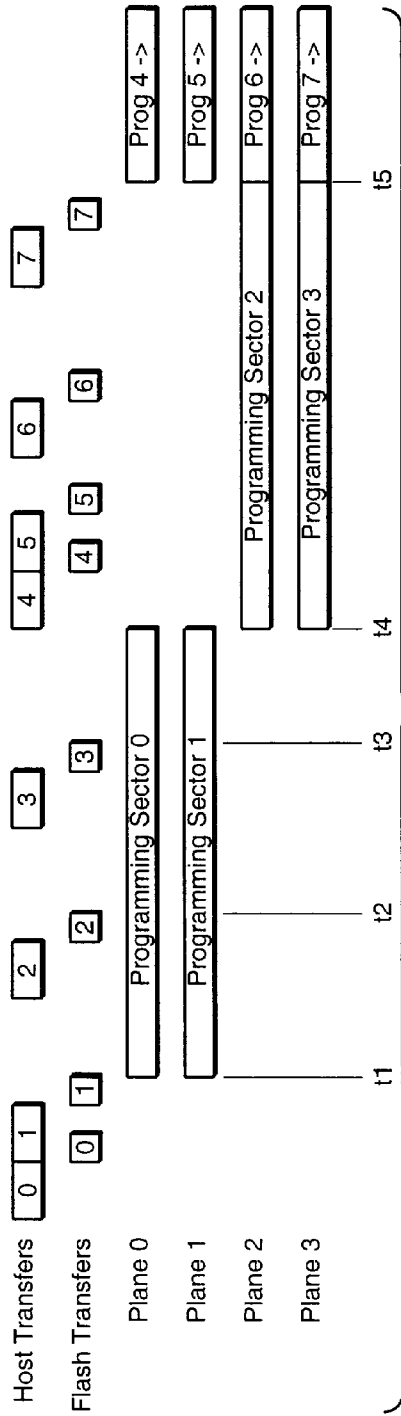 Host Transfers 0 1 2 3 4 5 6 7
Flash Transfers 0 1 2 3 4 5 6 7
Plane 0 Programming Sector 0 Prog 4 ->
Plane 1 Programming Sector 1 Prog 5 ->
Plane 2 Programming Sector 2 Prog 6 ->
Plane 3 Programming Sector 3 Prog 7 ->
t1 t2 t3 t4 t5